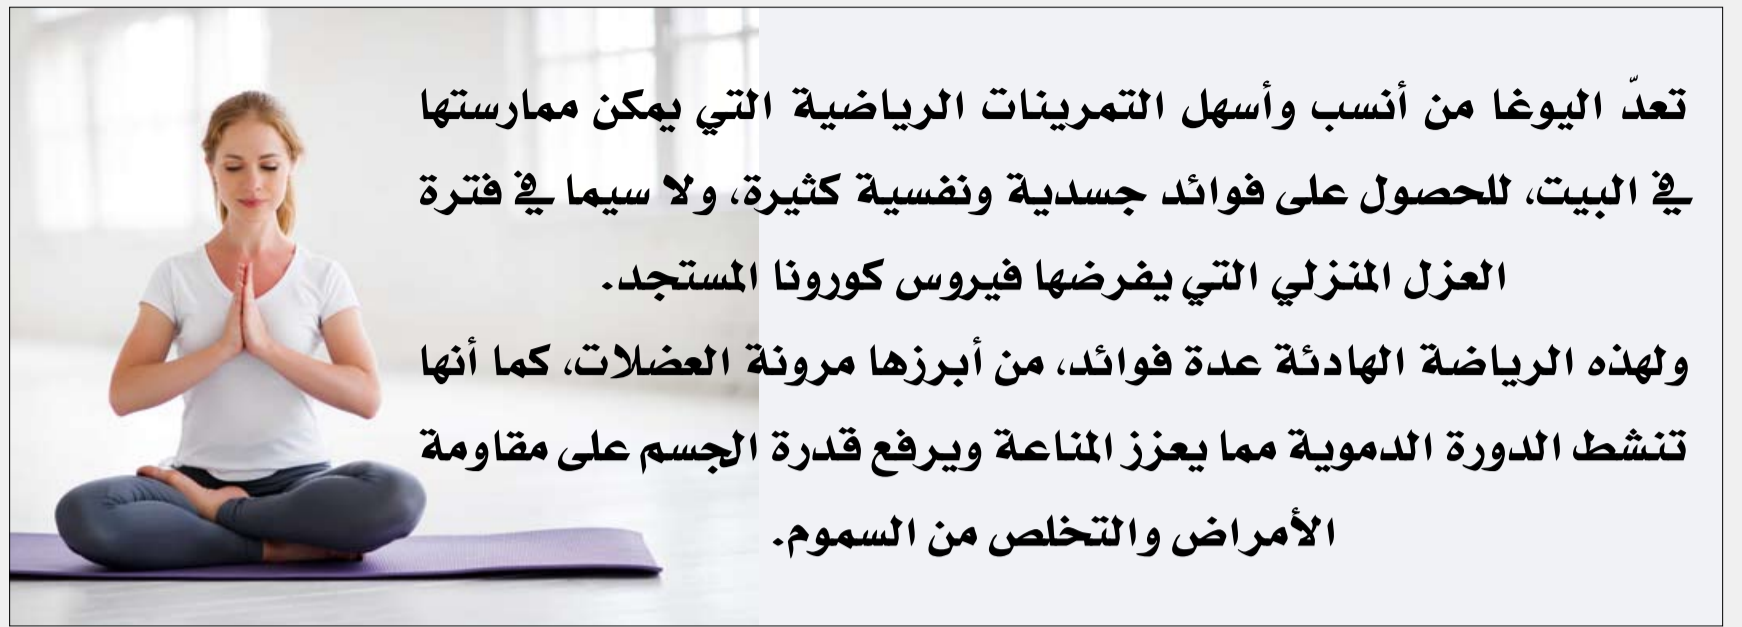 تعدّ اليوغا من أنسب وأسهل التمرينات الرياضية التي يمكن ممارستها
في البيت، للحصول على فوائد جسدية ونفسية كثيرة، ولا سيما في فترة
العزل المنزلي التي يفرضها فيروس كورونا المستجد.
ولهذه الرياضة الهادئة عدة فوائد، من أبرزها مرونة العضلات، كما أنها
تنشط الدورة الدموية مما يعزز المناعة ويرفع قدرة الجسم على مقاومة
الأمراض والتخلص من السموم.